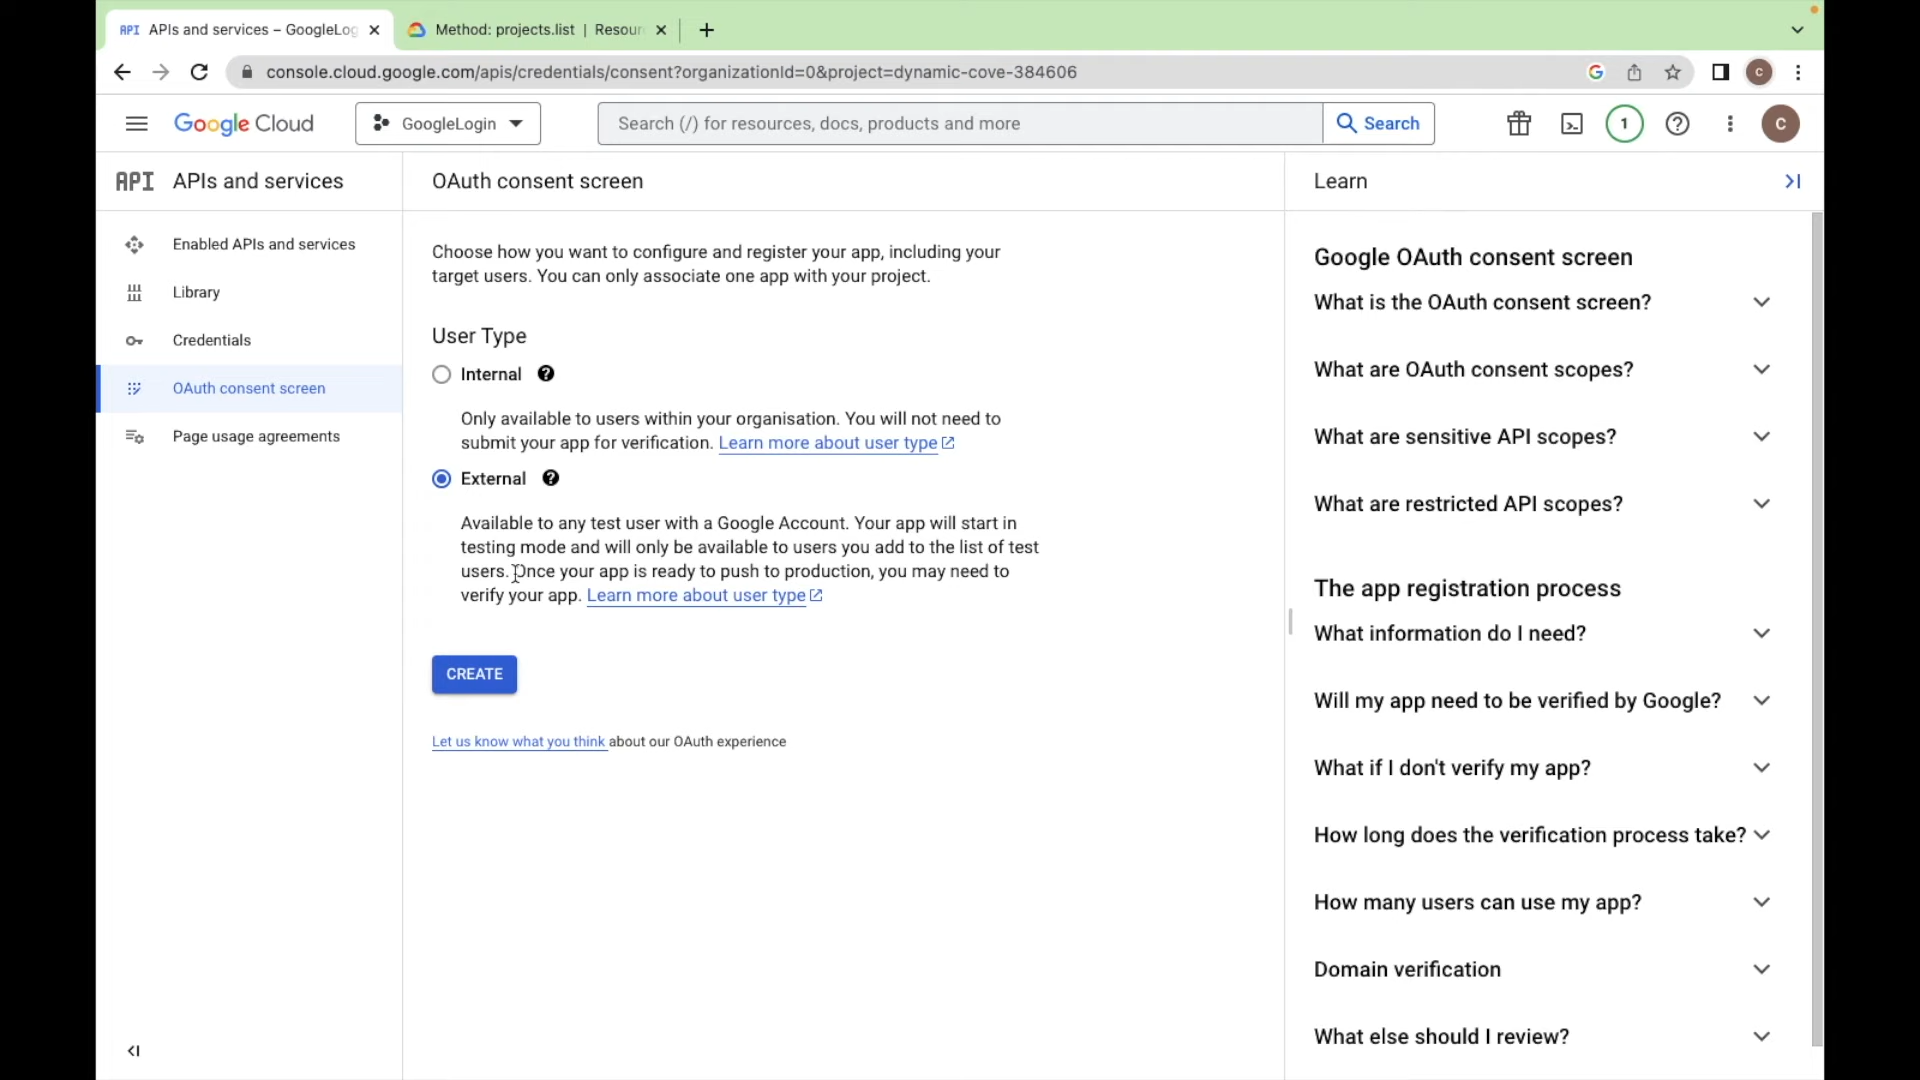 API APIs and services – GoogleLog
Method: projects.list | Resour
console.cloud.google.com/apis/credentials/consent?organizationId=0&project=dynamic-cove-384606
C
Google Cloud
GoogleLogin
Search (/) for resources, docs, products and more
Search
1
C
API APIs and services
OAuth consent screen
Learn
Enabled APIs and services
Library
Credentials
OAuth consent screen
Page usage agreements
Choose how you want to configure and register your app, including your
target users. You can only associate one app with your project.
User Type
Internal
Only available to users within your organisation. You will not need to
submit your app for verification. Learn more about user type
External
Available to any test user with a Google Account. Your app will start in
testing mode and will only be available to users you add to the list of test
users. Once your app is ready to push to production, you may need to
verify your app. Learn more about user type
CREATE
Let us know what you think about our OAuth experience
Google OAuth consent screen
What is the OAuth consent screen?
What are OAuth consent scopes?
What are sensitive API scopes?
What are restricted API scopes?
The app registration process
What information do I need?
Will my app need to be verified by Google?
What if I don't verify my app?
How long does the verification process take?
How many users can use my app?
Domain verification
What else should I review?